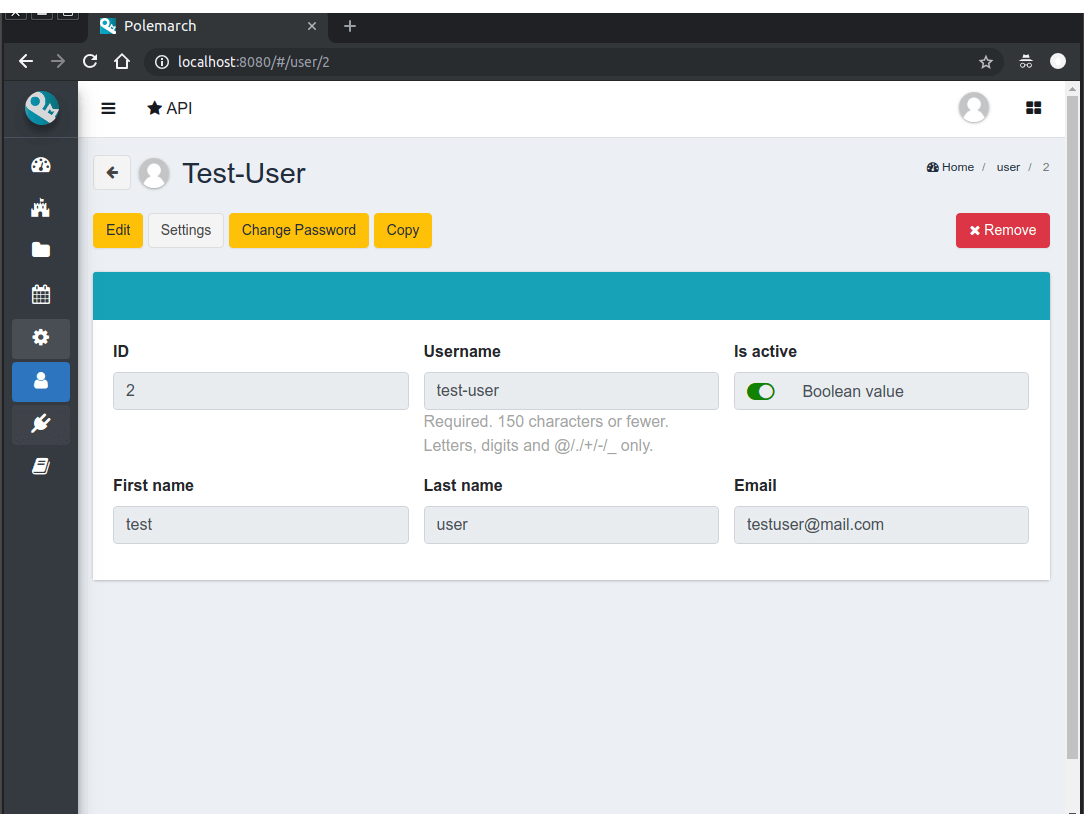 Polemarch
localhost:8080/#/user/2
API
Test-User
Home / user / 2
Edit Settings Change Password Copy Remove
ID Username Is active
2 test-user Boolean value
Required. 150 characters or fewer.
Letters, digits and @/./+/-/_ only.
First name Last name Email
test user testuser@mail.com